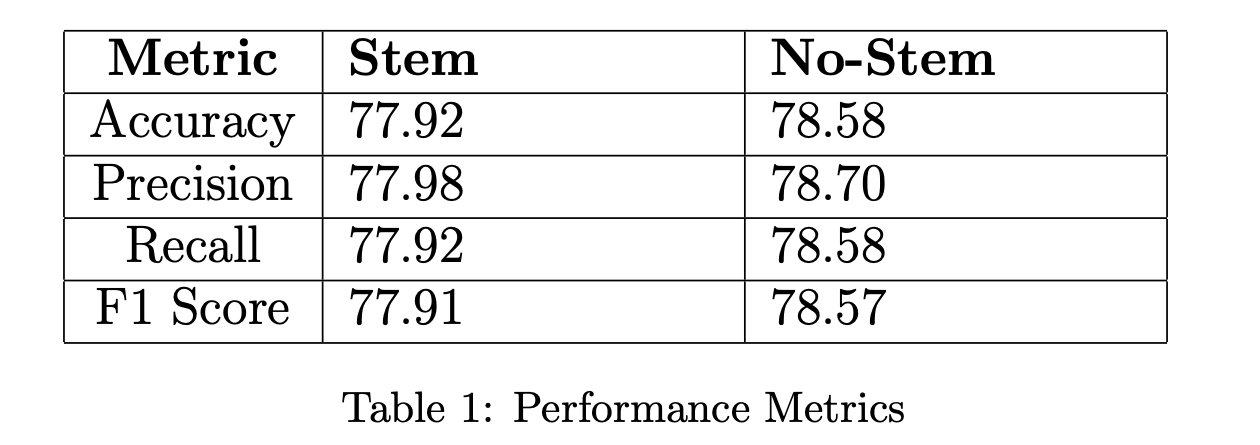 Metric Stem No-Stem
Accuracy 77.92 78.58
Precision 77.98 78.70
Recall 77.92 78.58
F1 Score 77.91 78.57
Table 1: Performance Metrics